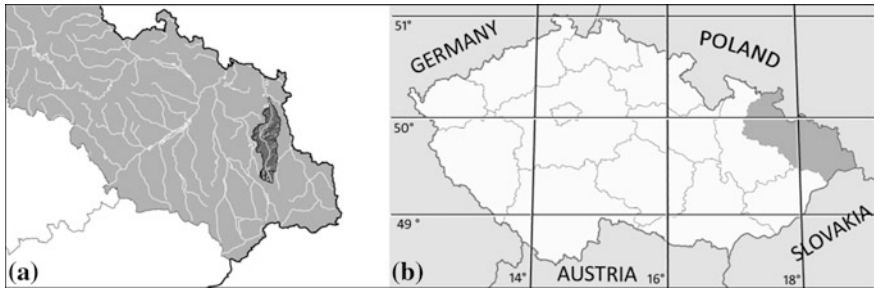 (a)
51°
GERMANY
POLAND
50°
49°
SLOVAKIA
14°
AUSTRIA
16°
18°
(b)